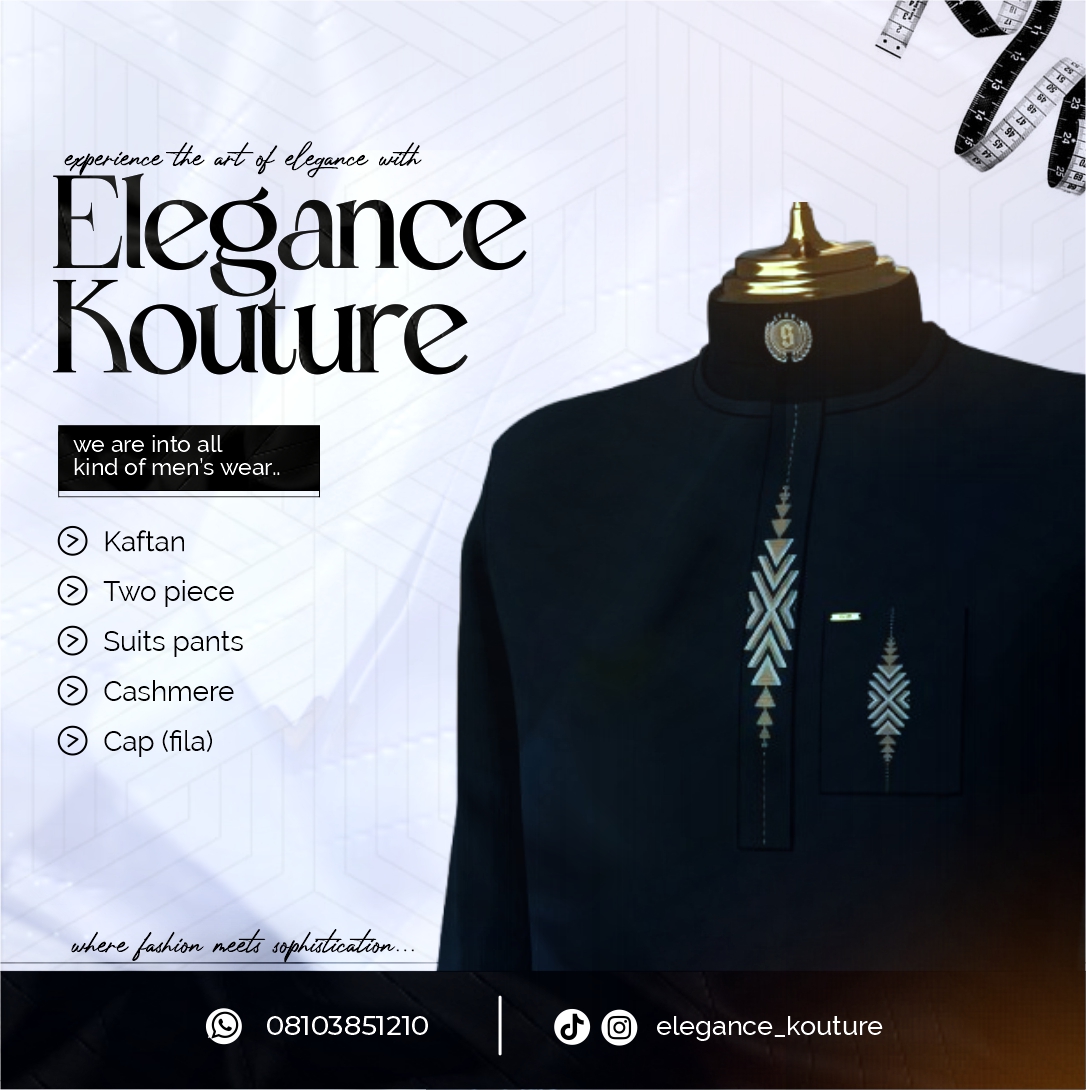 experience the art of elegance with
Elegance
Kouture
we are into all
kind of men's wear..
Kaftan
Two piece
Suits pants
Cashmere
Cap (fila)
where fashion meets sophistication...
08103851210
elegance_kouture